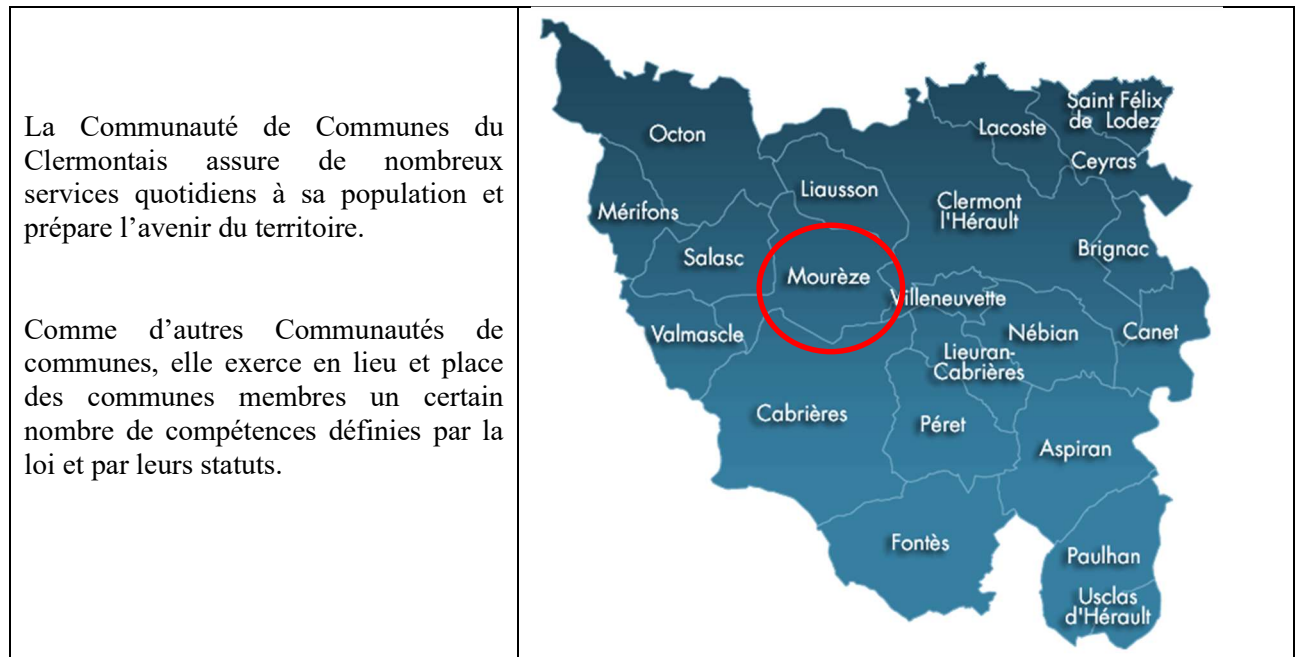 La Communauté de Communes du
Clermontais assure de nombreux
services quotidiens à sa population et
prépare l’avenir du territoire.
Comme d’autres Communautés de
communes, elle exerce en lieu et place
des communes membres un certain
nombre de compétences définies par la
loi et par leurs statuts.
Octon
Lacoste
Saint Félix
de Lodez
Ceyras
Liausson
Mérifons
Clermont
l'Hérault
Salasc
Brignac
Mourèze
Villeneuvette
Valmascle
Nébian
Canet
Lieuran-
Cabrières
Cabrières
Péret
Aspiran
Fontès
Paulhan
Usclas
d'Hérault